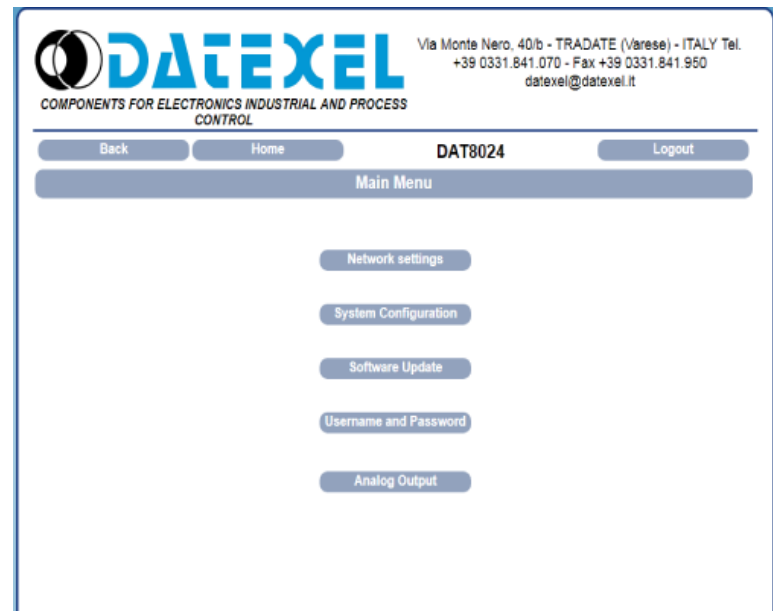 DATEXEL
COMPONENTS FOR ELECTRONICS INDUSTRIAL AND PROCESS
CONTROL
Via Monte Nero, 40/b - TRADATE (Varese) - ITALY Tel.
+39 0331.841.070 - Fax +39 0331.841.950
datexel@datexel.it
Back Home DAT8024 Logout
Main Menu
Network settings
System Configuration
Software Update
Username and Password
Analog Output